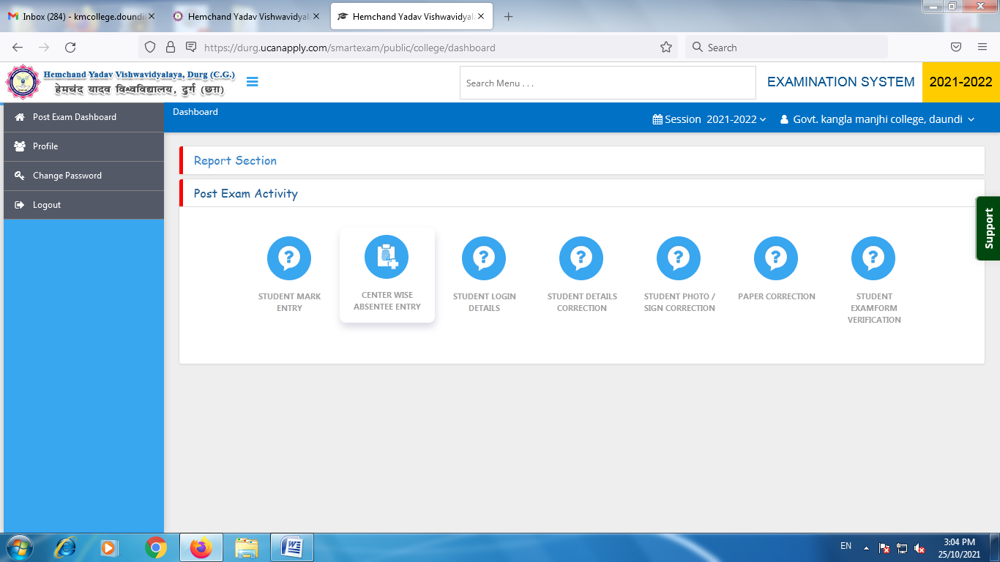 Inbox (284) - kmcollege.doundi
Hemchand Yadav Vishwavidyal
Hemchand Yadav Vishwavidyal
https://durg.ucanapply.com/smartexam/public/college/dashboard
Search
Hemchand Yadav Vishwavidyalaya, Durg (C.G.)
हेमचंद यादव विश्वविद्यालय, दुर्ग (छग़)
Search Menu . . .
EXAMINATION SYSTEM
2021-2022
Post Exam Dashboard
Profile
Change Password
Logout
Dashboard
Session 2021-2022
Govt. kangla manjhi college, daundi
Report Section
Post Exam Activity
STUDENT MARK
ENTRY
CENTER WISE
ABSENTEE ENTRY
STUDENT LOGIN
DETAILS
STUDENT DETAILS
CORRECTION
STUDENT PHOTO /
SIGN CORRECTION
PAPER CORRECTION
STUDENT
EXAMFORM
VERIFICATION
Support
EN
3:04 PM
25/10/2021